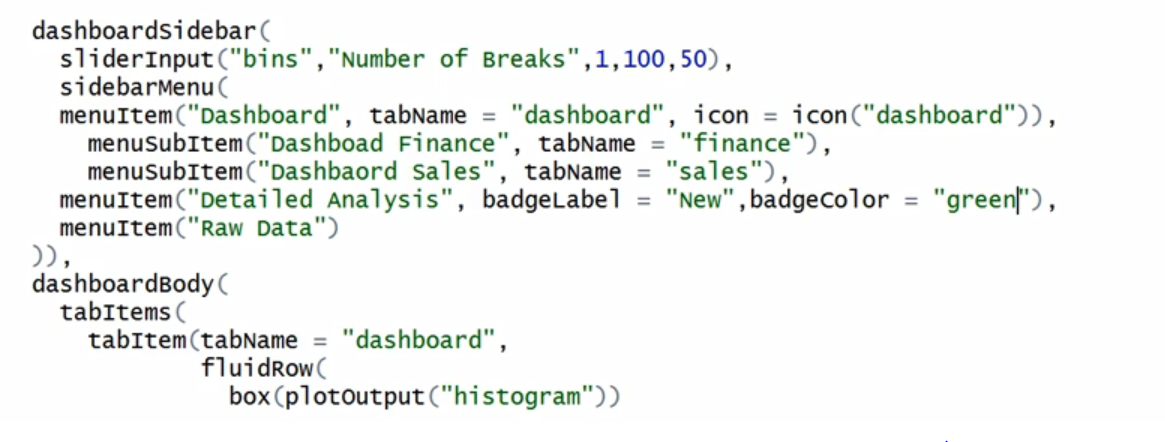 dashboardSidebar(
sliderInput("bins","Number of Breaks",1,100,50),
sidebarMenu(
menuItem("Dashboard", tabName = "dashboard", icon = icon("dashboard")),
menuSubItem("Dashboad Finance", tabName = "finance"),
menuSubItem("Dashbaord Sales", tabName = "sales"),
menuItem("Detailed Analysis", badgeLabel = "New",badgeColor = "green"),
menuItem("Raw Data")
)),
dashboardBody(
tabItems(
tabItem(tabName = "dashboard",
fluidRow(
box(plotOutput("histogram"))